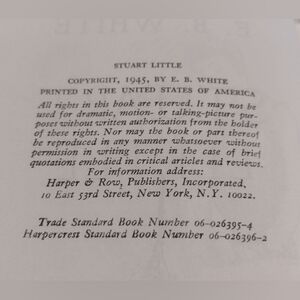 STUART LITTLE
COPYRIGHT, 1945, BY E. B. WHITE
PRINTED IN THE UNITED STATES OF AMERICA
All rights in this book are reserved. It may not be
used for dramatic, motion- or talking-picture pur-
poses without written authorization from the holder
of these rights. Nor may the book or part thereof
be reproduced in any manner whatsoever without
permission in writing except in the case of brief
quotations embodied in critical articles and reviews.
For information address:
Harper & Row, Publishers, Incorporated,
10 East 53rd Street, New York, N.Y. 10022.
Trade Standard Book Number 06-026395-4
Harpercrest Standard Book Number 06-026396-2